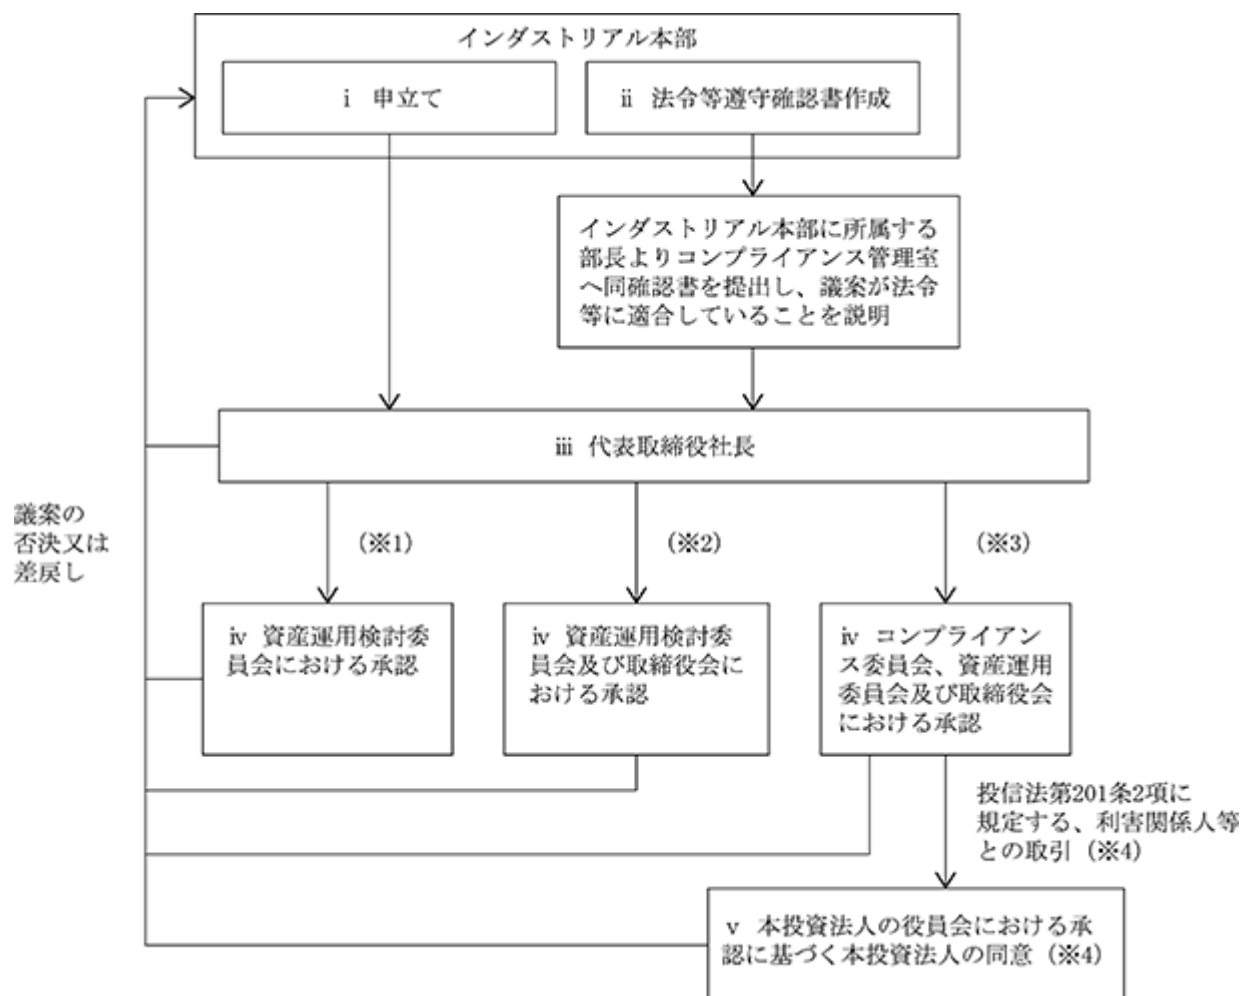 インダストリアル本部
ⅰ 申立て
ⅱ 法令等遵守確認書作成
インダストリアル本部に所属する
部長よりコンプライアンス管理室
へ同確認書を提出し、議案が法令
等に適合していることを説明
ⅲ 代表取締役社長
議案の
否決又は
差戻し
(※1)
(※2)
(※3)
ⅳ 資産運用検討委
員会における承認
ⅳ 資産運用検討委
員会及び取締役会に
おける承認
ⅳ コンプライアン
ス委員会、資産運用
委員会及び取締役会
における承認
投信法第201条2項に
規定する、利害関係人等
との取引 (※4)
ⅴ 本投資法人の役員会における承
認に基づく本投資法人の同意 (※4)